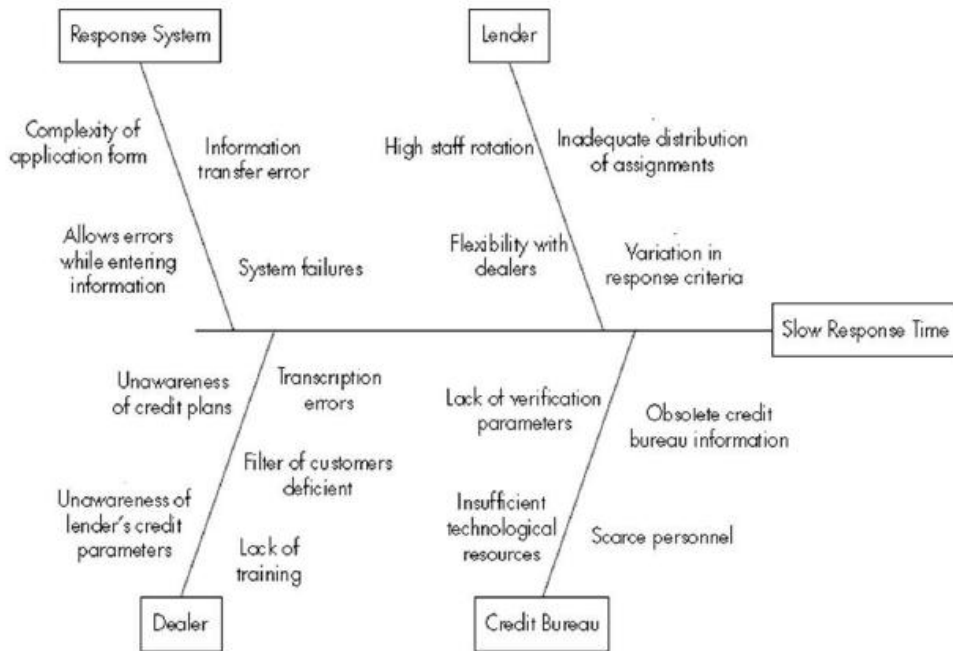 Response System
Lender
Complexity of
application form
Information
transfer error
High staff rotation
Inadequate distribution
of assignments
Allows errors
while entering
information
System failures
Flexibility with
dealers
Variation in
response criteria
Slow Response Time
Unawareness
of credit plans
Transcription
errors
Lack of verification
parameters
Obsolete credit
bureau information
Filter of customers
deficient
Unawareness of
lender's credit
parameters
Lack of
training
Insufficient
technological
resources
Scarce personnel
Dealer
Credit Bureau